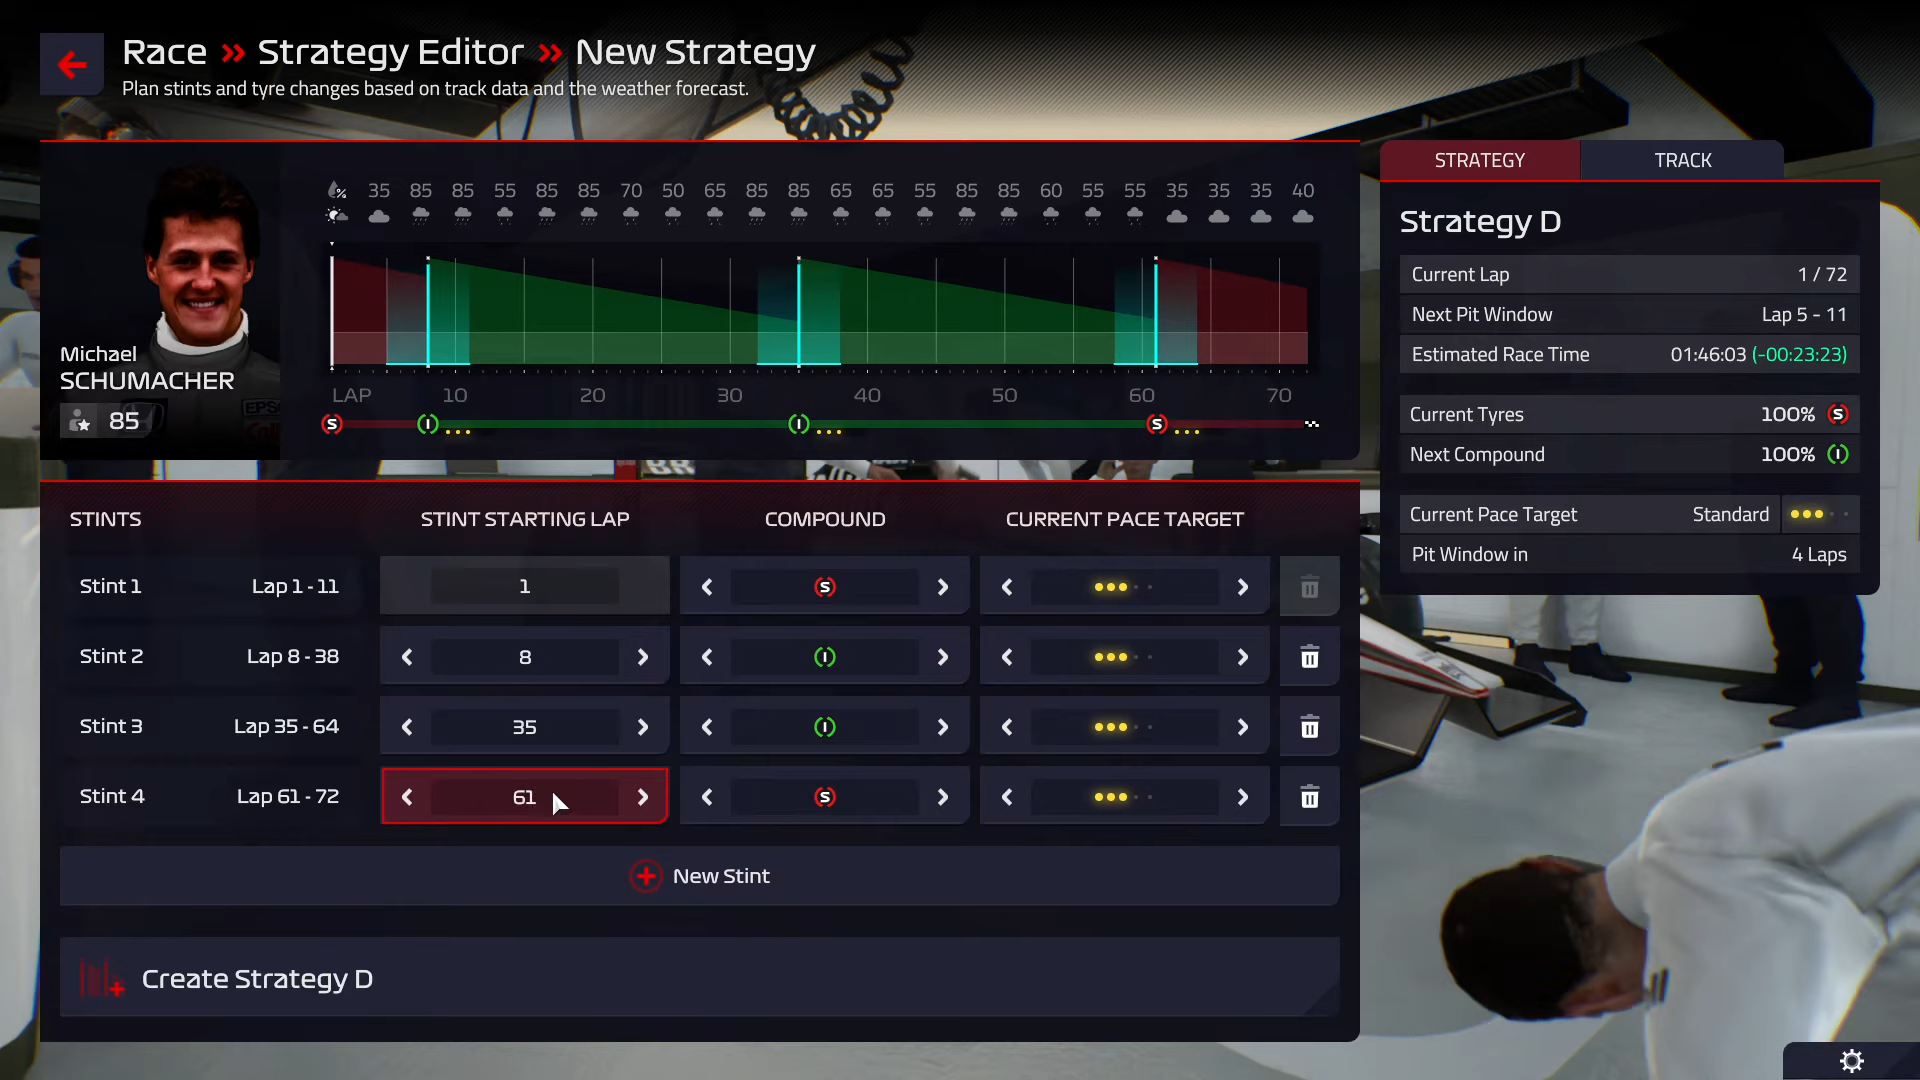 Race » Strategy Editor » New Strategy
Plan stints and tyre changes based on track data and the weather forecast.
Michael
SCHUMACHER
85
% 35 85 85 55 85 85 70 50 65 85 85 65 65 55 85 85 60 55 55 35 35 35 40
LAP 10 20 30 40 50 60 70
S I I S
STINTS STINT STARTING LAP COMPOUND CURRENT PACE TARGET
Stint 1 Lap 1 - 11 1 S
Stint 2 Lap 8 - 38 8 I
Stint 3 Lap 35 - 64 35 I
Stint 4 Lap 61 - 72 61 S
New Stint
Create Strategy D
STRATEGY TRACK
Strategy D
Current Lap 1 / 72
Next Pit Window Lap 5 - 11
Estimated Race Time 01:46:03 (-00:23:23)
Current Tyres 100% S
Next Compound 100% I
Current Pace Target Standard
Pit Window in 4 Laps